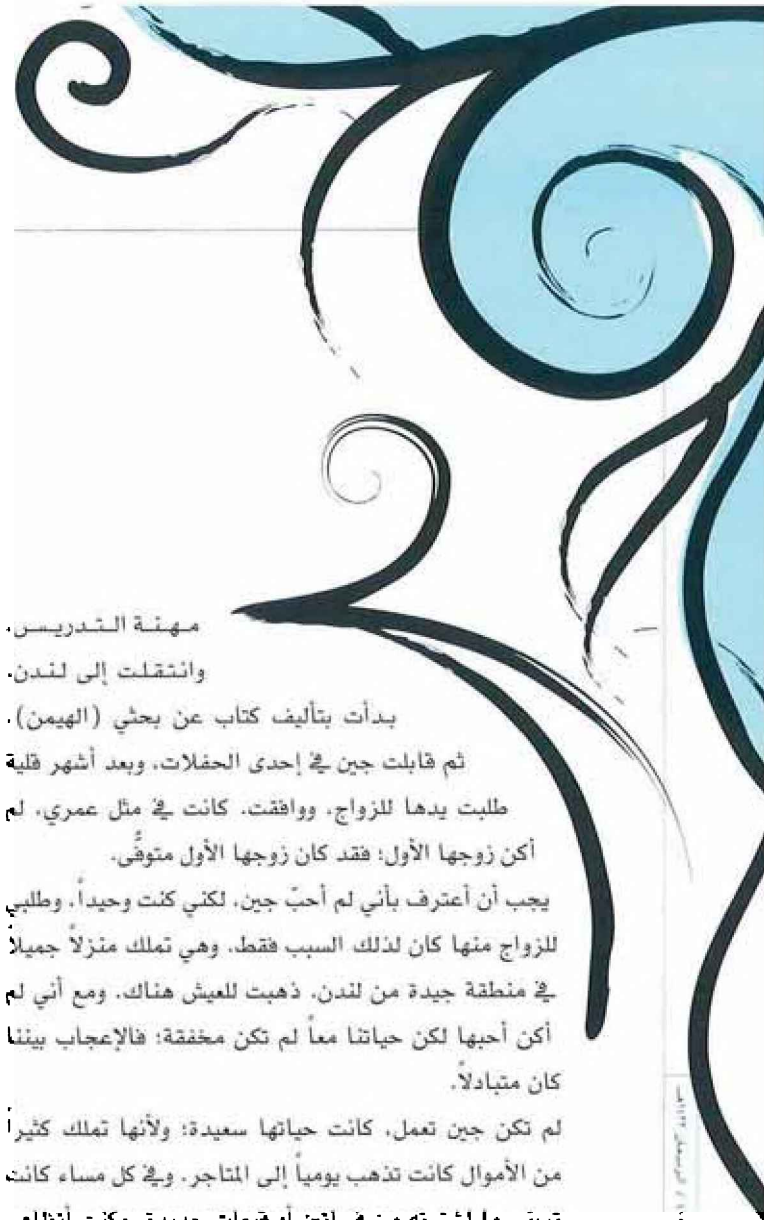 مهنة التدريس،
وانتقلت إلى لندن.
بدأت بتأليف كتاب عن بحثي (الهيمن).
ثم قابلت جين في إحدى الحفلات، وبعد أشهر قلية
طلبت يدها للزواج، ووافقت. كانت في مثل عمري، لم
أكن زوجها الأول؛ فقد كان زوجها الأول متوفًّى.
يجب أن أعترف بأني لم أحبّ جين، لكني كنت وحيداً، وطلبي
للزواج منها كان لذلك السبب فقط، وهي تملك منزلاً جميلاً
في منطقة جيدة من لندن، ذهبت للعيش هناك. ومع أني لم
أكن أحبها لكن حياتنا معاً لم تكن مخفقة؛ فالإعجاب بيننا
كان متبادلاً.
لم تكن جين تعمل، كانت حياتها سعيدة؛ ولأنها تملك كثيراً
من الأموال كانت تذهب يومياً إلى المتاجر، وفي كل مساء كانت